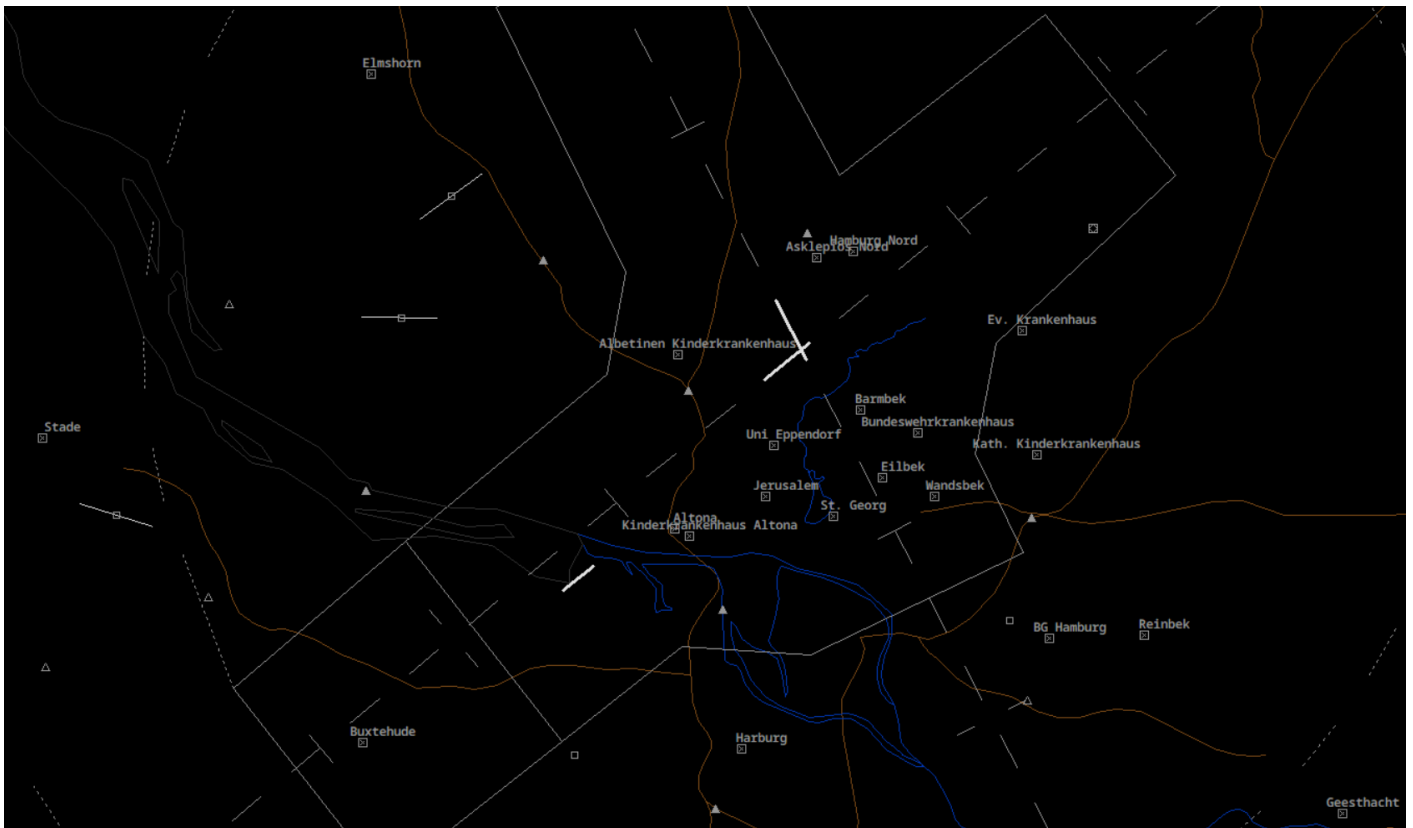 Elmshorn
Hamburg Nord
Asklepios Nord
Ev. Krankenhaus
Albetinen Kinderkrankenhaus
Barmbek
Bundeswehrkrankenhaus
Stade
Uni Eppendorf
Kath. Kinderkrankenhaus
Eilbek
Jerusalem
Wandsbek
St. Georg
Altona
Kinderkrankenhaus Altona
BG Hamburg
Reinbek
Buxtehude
Harburg
Geesthacht